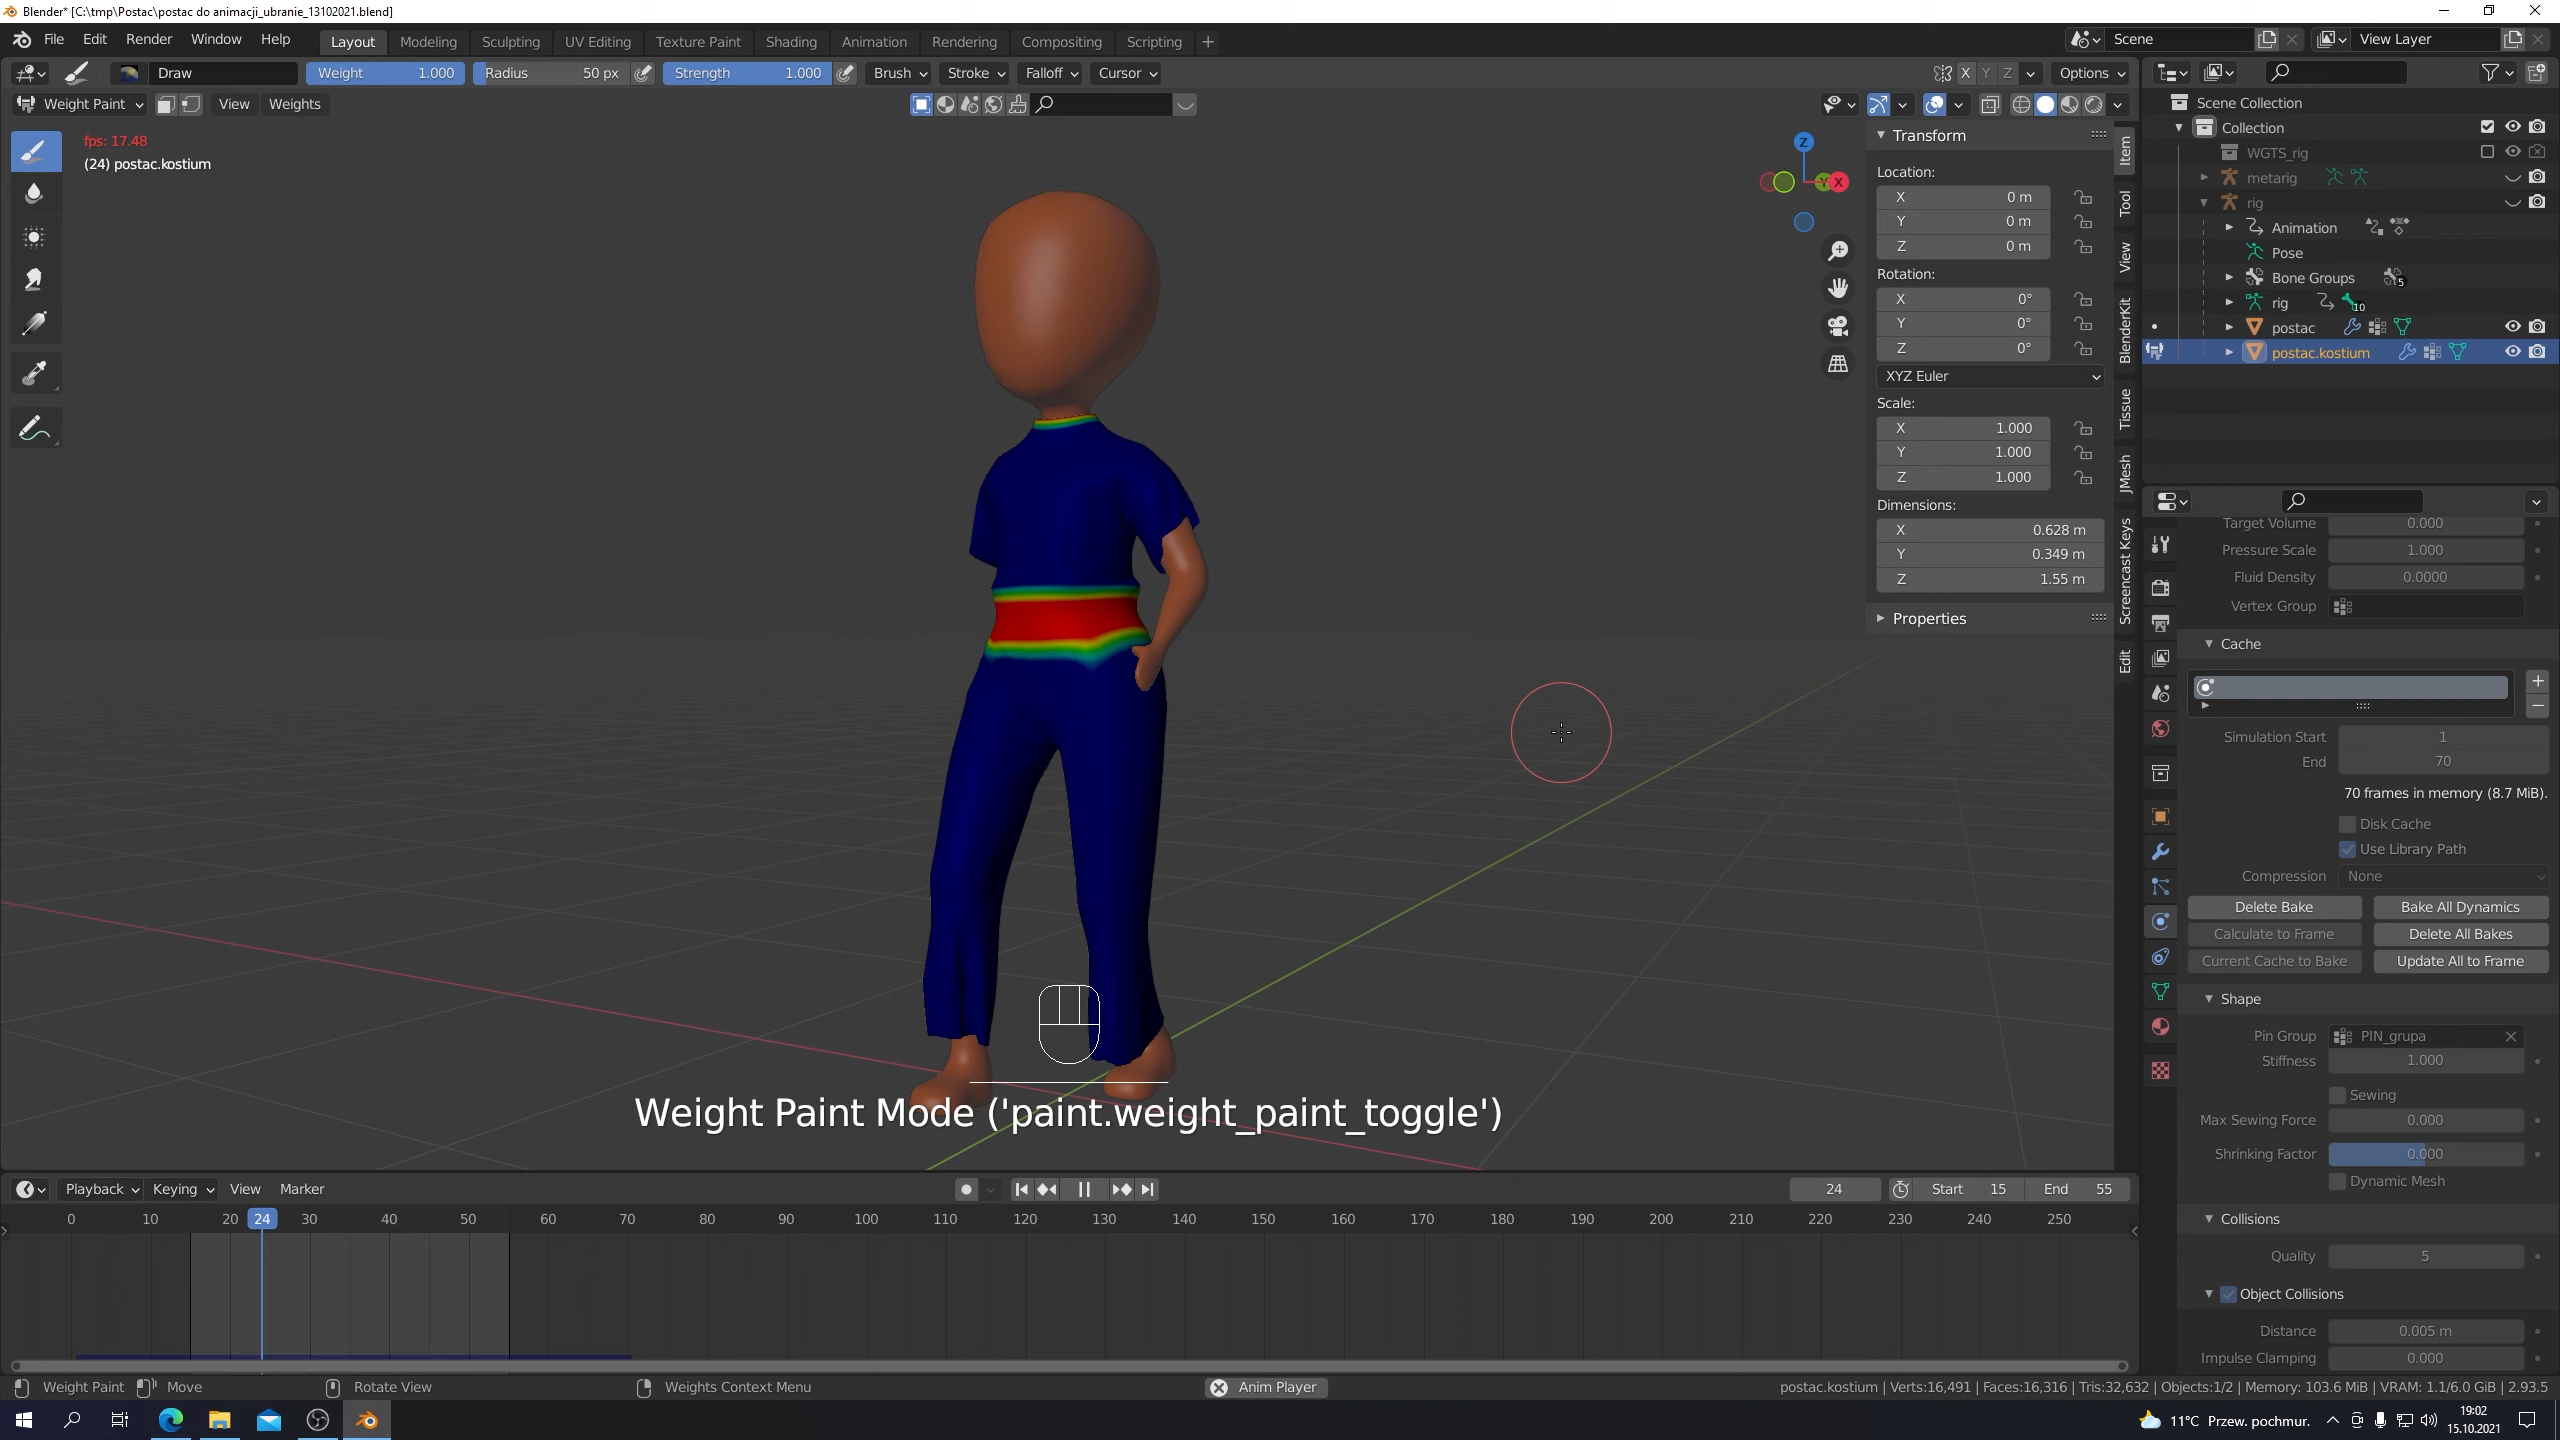 Blender* [C:\tmp\Postac\postac do animacji_ubranie_13102021.blend]
File Edit Render Window Help Layout Modeling Sculpting UV Editing Texture Paint Shading Animation Rendering Compositing Scripting + Scene View Layer
Draw Weight 1.000 Radius 50 px Strength 1.000 Brush Stroke Falloff Cursor X Y Z Options
Weight Paint View Weights
fps: 17.48
(24) postac.kostium
Z
Y X
Transform
Location:
X 0 m
Y 0 m
Z 0 m
Rotation:
X 0°
Y 0°
Z 0°
XYZ Euler
Scale:
X 1.000
Y 1.000
Z 1.000
Dimensions:
X 0.628 m
Y 0.349 m
Z 1.55 m
Properties
Item
Tool
View
BlenderKit
Tissue
JMesh
Screencast Keys
Edit
Scene Collection
Collection
WGTS_rig
metarig
rig
Animation
Pose
Bone Groups 5
rig 10
postac
postac.kostium
Target Volume 0.000
Pressure Scale 1.000
Fluid Density 0.0000
Vertex Group
Cache
Simulation Start 1
End 70
70 frames in memory (8.7 MiB).
Disk Cache
Use Library Path
Compression None
Delete Bake Bake All Dynamics
Calculate to Frame Delete All Bakes
Current Cache to Bake Update All to Frame
Shape
Pin Group PIN_grupa
Stiffness 1.000
Sewing
Max Sewing Force 0.000
Shrinking Factor 0.000
Dynamic Mesh
Collisions
Quality 5
Object Collisions
Distance 0.005 m
Impulse Clamping 0.000
Weight Paint Mode ('paint.weight_paint_toggle')
Playback Keying View Marker 24 Start 15 End 55
0 10 20 24 30 40 50 60 70 80 90 100 110 120 130 140 150 160 170 180 190 200 210 220 230 240 250
Weight Paint Move Rotate View Weights Context Menu Anim Player postac.kostium | Verts:16,491 | Faces:16,316 | Tris:32,632 | Objects:1/2 | Memory: 103.6 MiB | VRAM: 1.1/6.0 GiB | 2.93.5
11°C Przew. pochmur. 19:02
15.10.2021